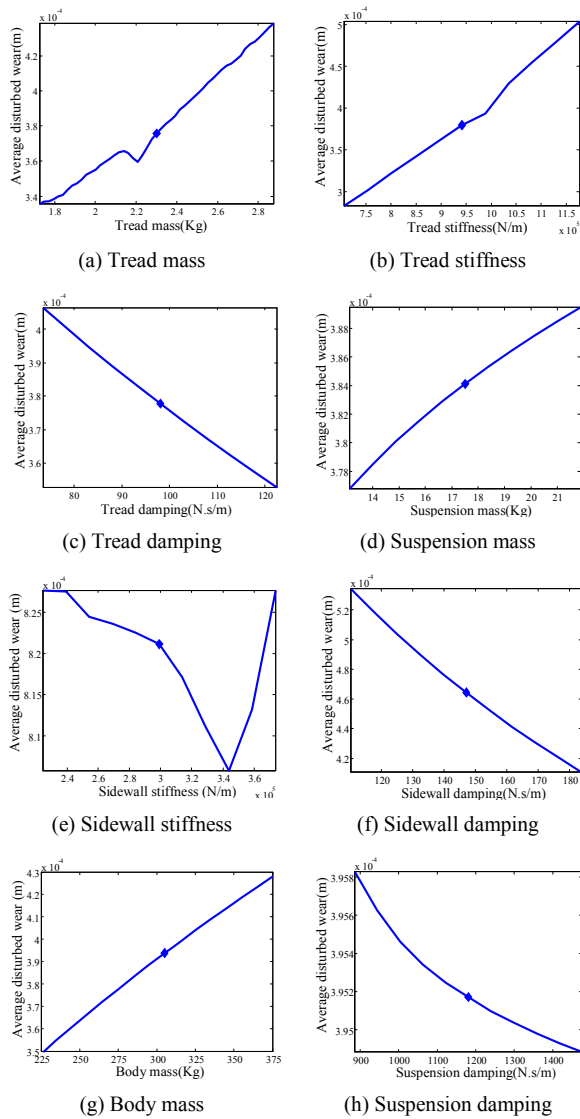 x 10-4
4.2
4
3.8
3.6
3.4
1.8 2 2.2 2.4 2.6 2.8
Tread mass(Kg)
Average disturbed wear(m)
(a) Tread mass
x 10-4
5
4
3
7 7.5 8 8.5 9 9.5 10 10.5 11 11.5
Tread stiffness(N/m)
x 105
Average disturbed wear(m)
(b) Tread stiffness
x 10-4
4
3.9
3.8
3.7
3.6
80 90 100 110 120
Tread damping(N.s/m)
Average disturbed wear(m)
(c) Tread damping
x 10-4
3.88
3.86
3.84
3.82
3.8
3.78
14 15 16 17 18 19 20 21
Suspension mass(Kg)
Average disturbed wear(m)
(d) Suspension mass
x 10-4
8.25
8.2
8.15
8.1
2.4 2.6 2.8 3 3.2 3.4 3.6
Sidewall stiffness (N/m)
x 105
Average disturbed wear (m)
(e) Sidewall stiffness
x 10-4
5.2
5
4.8
4.6
4.4
4.2
110 120 130 140 150 160 170 180
Sidewall damping(N.s/m)
Average disturbed wear(m)
(f) Sidewall damping
x 10-4
4.3
4.2
4.1
4
3.9
3.8
3.7
3.6
3.5
225 250 275 300 325 350 375
Body mass(Kg)
Average disturbed wear (m)
(g) Body mass
x 10-4
3.958
3.956
3.954
3.952
3.95
900 1000 1100 1200 1300 1400
Suspension damping(N.s/m)
Average disturbed wear(m)
(h) Suspension damping